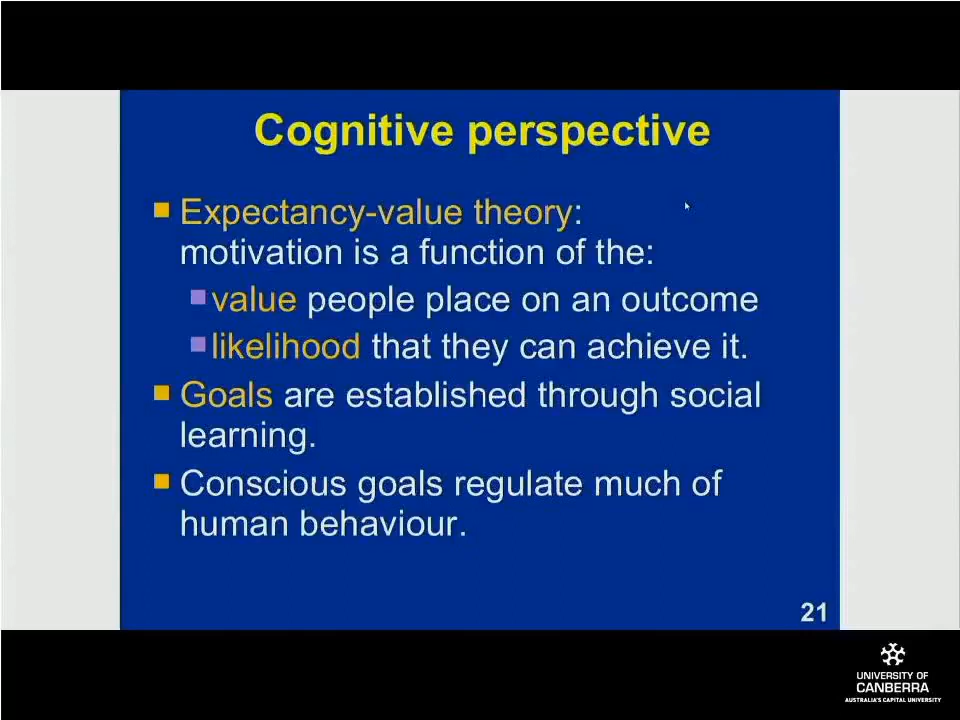 Cognitive perspective
Expectancy-value theory:
motivation is a function of the:
value people place on an outcome
likelihood that they can achieve it.
Goals are established through social
learning.
Conscious goals regulate much of
human behaviour.
21
UNIVERSITY OF
CANBERRA
AUSTRALIA'S CAPITAL UNIVERSITY